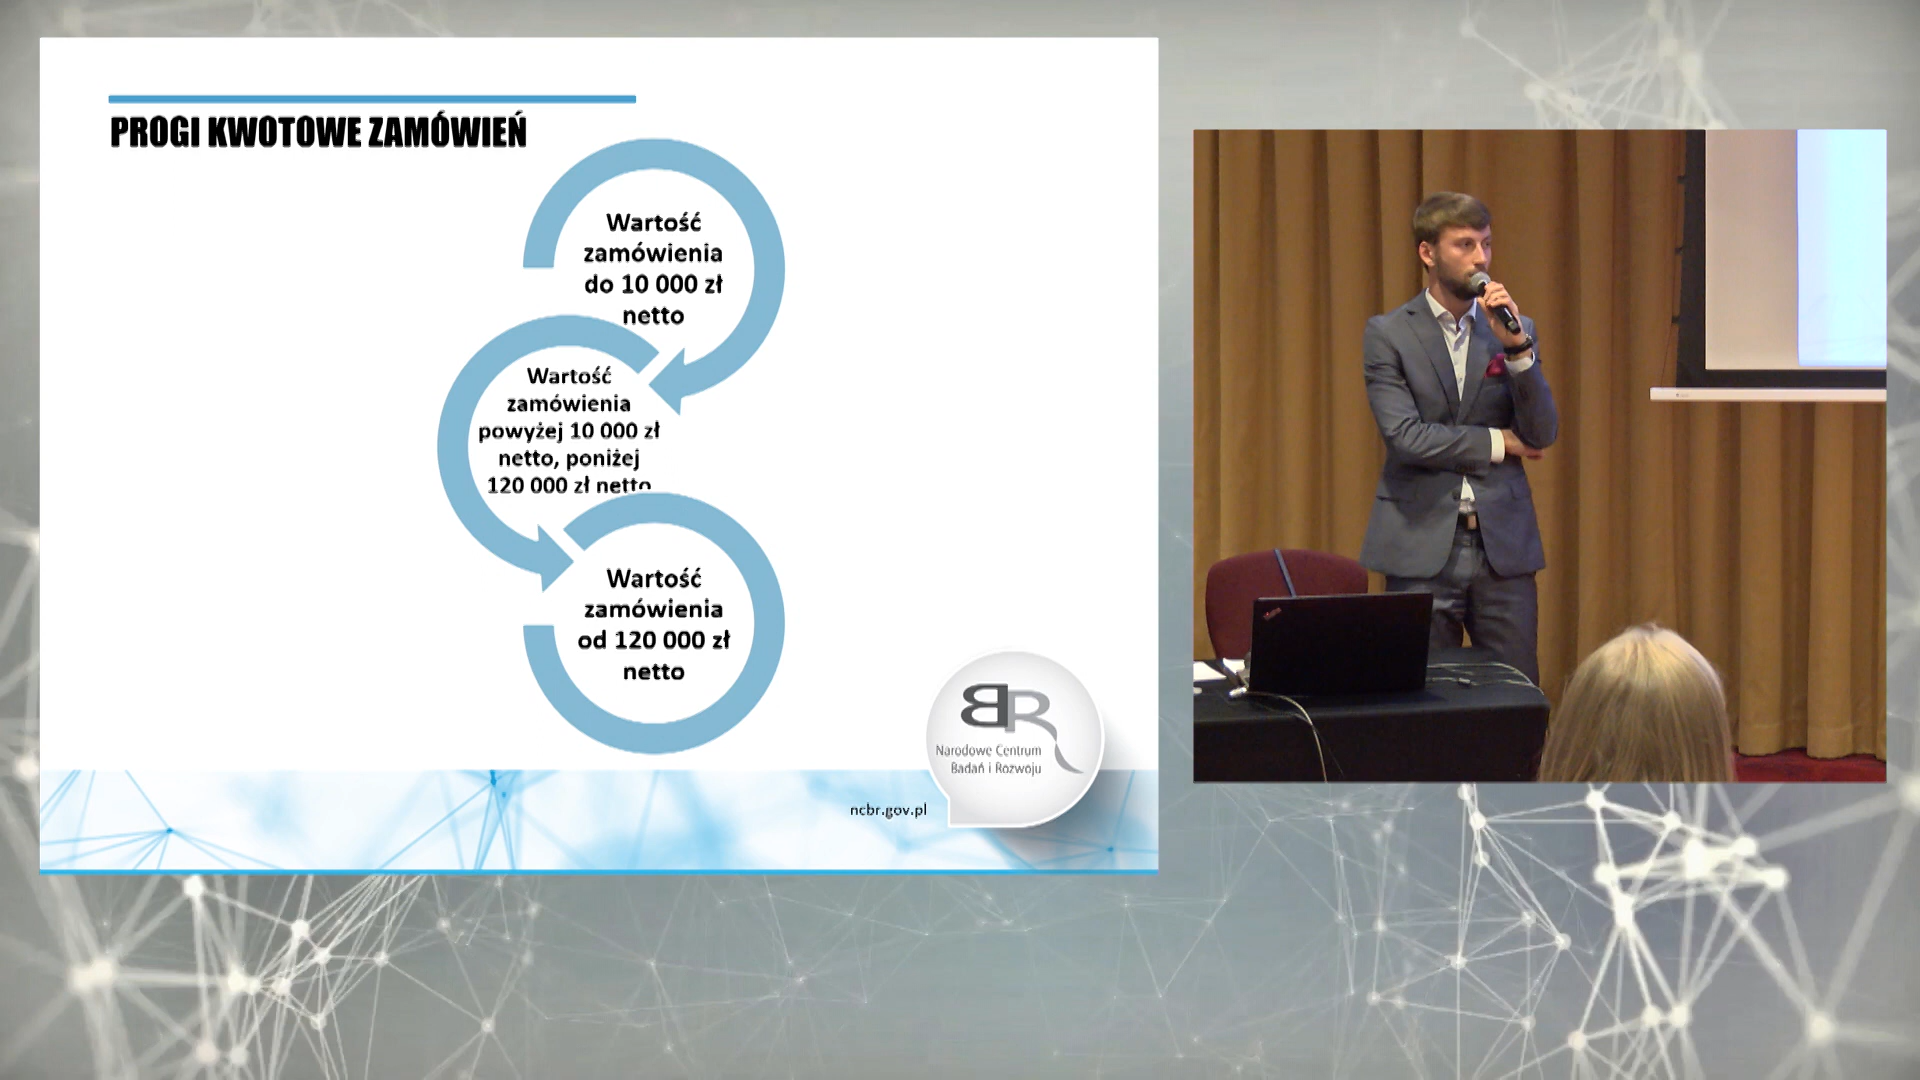 PROGI KWOTOWE ZAMÓWIEŃ
Wartość
zamówienia
do 10 000 zł
netto
Wartość
zamówienia
powyżej 10 000 zł
netto, poniżej
120 000 zł netto
Wartość
zamówienia
od 120 000 zł
netto
BR
Narodowe Centrum
Badań i Rozwoju
ncbr.gov.pl